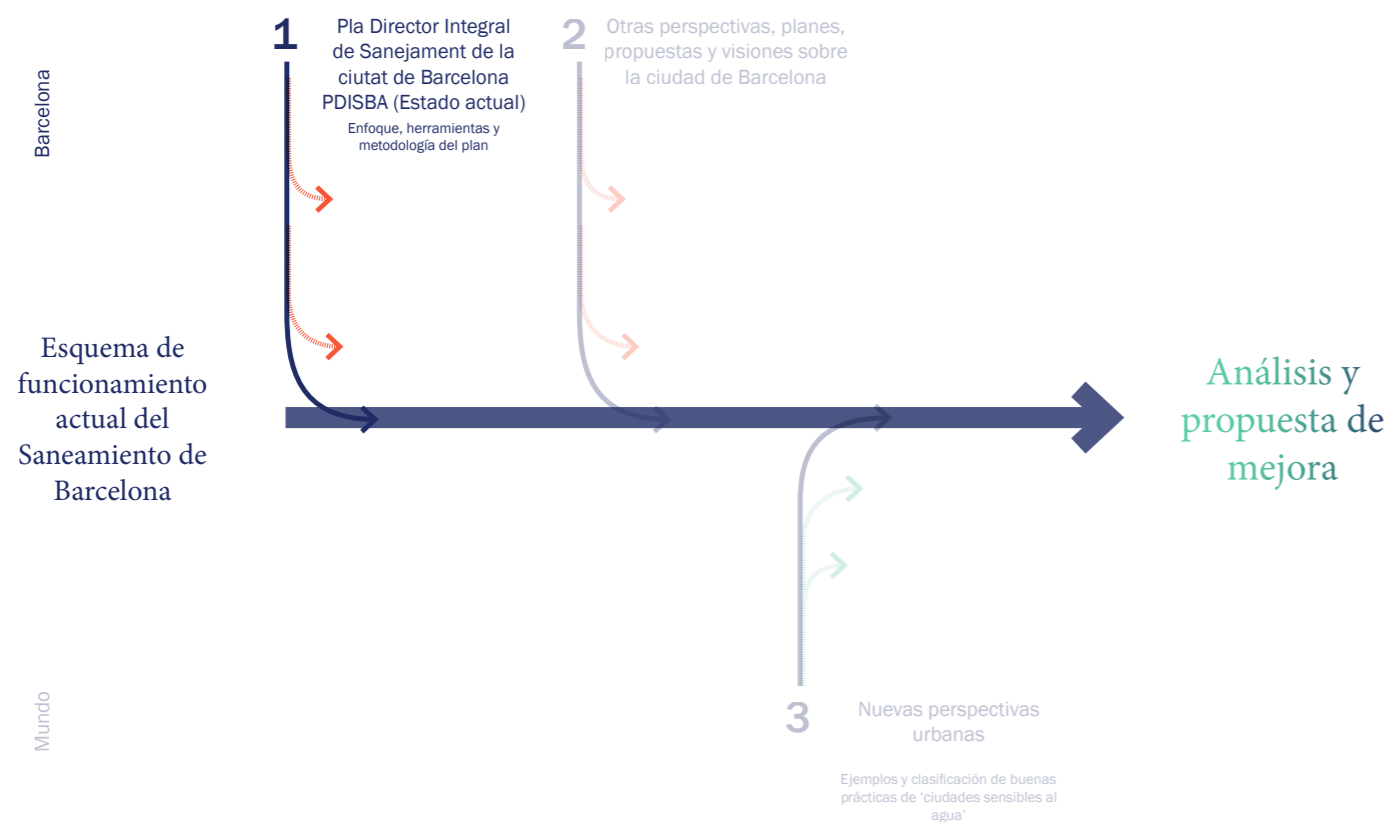 Barcelona
1
Pla Director Integral
de Sanejament de la
ciutat de Barcelona
PDISBA (Estado actual)
Enfoque, herramientas y
metodología del plan
2
Otras perspectivas, planes,
propuestas y visiones sobre
la ciudad de Barcelona
Esquema de
funcionamiento
actual del
Saneamiento de
Barcelona
Análisis y
propuesta de
mejora
Mundo
3
Nuevas perspectivas
urbanas
Ejemplos y clasificación de buenas
prácticas de ‘ciudades sensibles al
agua’